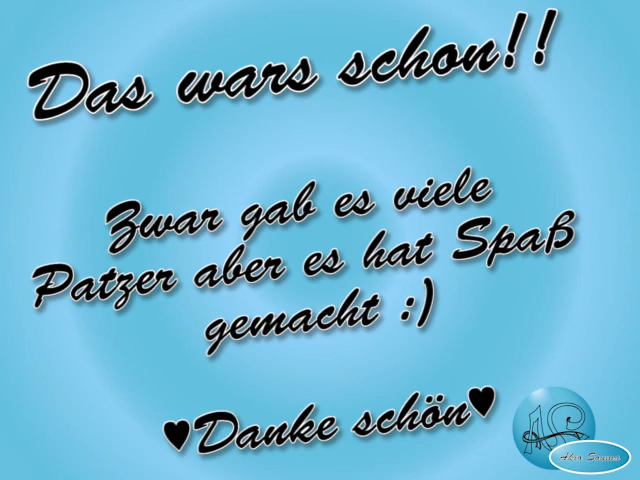 Das wars schon!!
Zwar gab es viele
Patzer aber es hat Spaß
gemacht :)
♥Danke schön♥